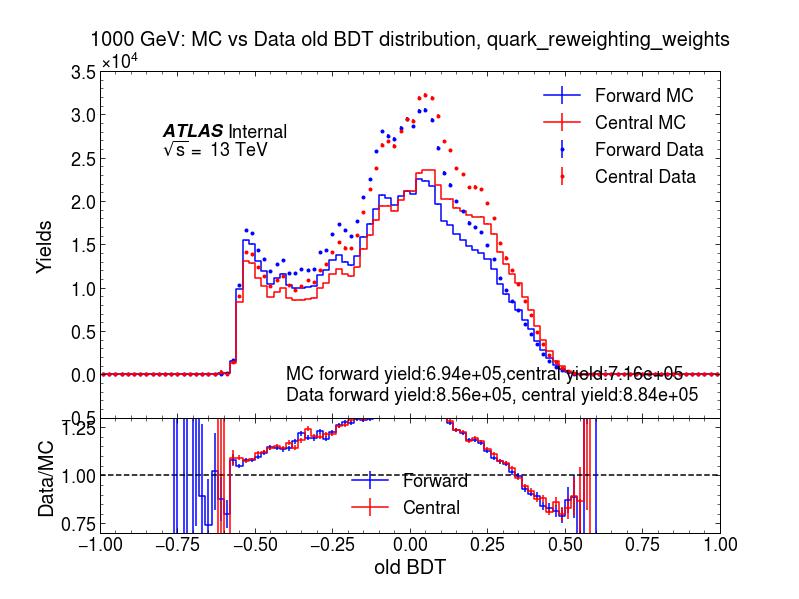 1000 GeV: MC vs Data old BDT distribution, quark_reweighting_weights
×10⁴
3.5
3.0
2.5
2.0
1.5
1.0
0.5
0.0
Yields
ATLAS Internal
√s = 13 TeV
Forward MC
Central MC
Forward Data
Central Data
MC forward yield:6.94e+05,central yield:7.16e+05
Data forward yield:8.56e+05, central yield:8.84e+05
1.25
1.00
0.75
Data/MC
Forward
Central
−1.00 −0.75 −0.50 −0.25 0.00 0.25 0.50 0.75 1.00
old BDT